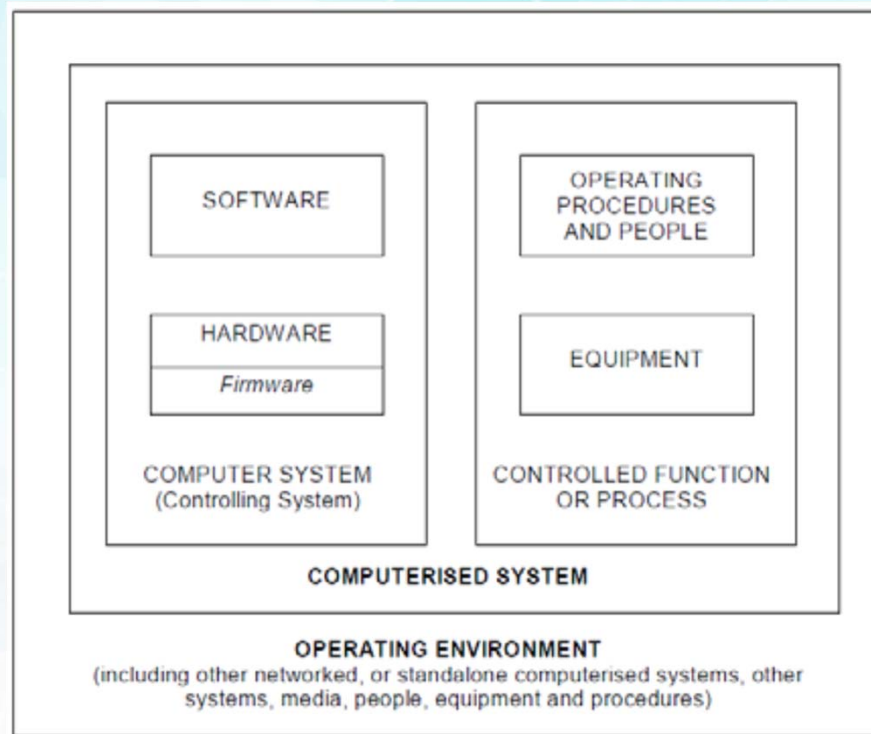 SOFTWARE
HARDWARE
Firmware
COMPUTER SYSTEM
(Controlling System)
OPERATING
PROCEDURES
AND PEOPLE
EQUIPMENT
CONTROLLED FUNCTION
OR PROCESS
COMPUTERISED SYSTEM
OPERATING ENVIRONMENT
(including other networked, or standalone computerised systems, other
systems, media, people, equipment and procedures)